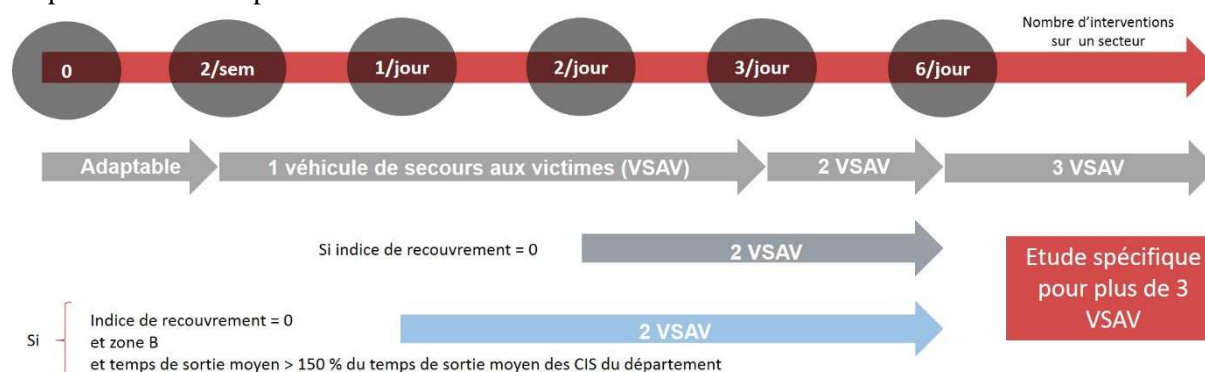 Nombre d'interventions
sur un secteur
0
2/sem
1/jour
2/jour
3/jour
6/jour
Adaptable
1 véhicule de secours aux victimes (VSAV)
2 VSAV
3 VSAV
Si indice de recouvrement = 0
2 VSAV
Etude spécifique
pour plus de 3
VSAV
Si
Indice de recouvrement = 0
et zone B
et temps de sortie moyen > 150 % du temps de sortie moyen des CIS du département
2 VSAV